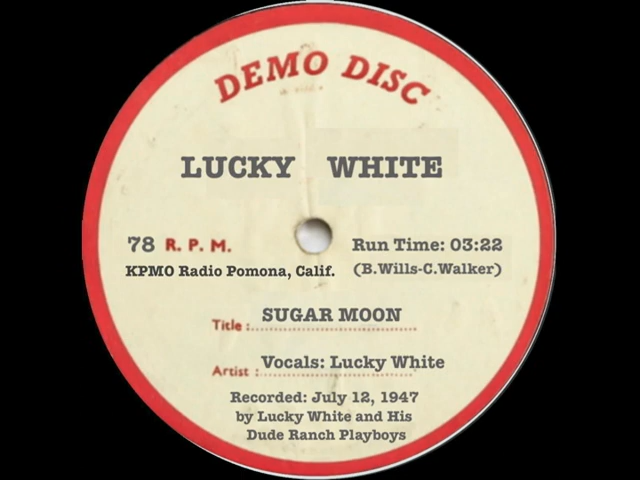 DEMO DISC
LUCKY WHITE
78 R. P. M.
Run Time: 03:22
KPMO Radio Pomona, Calif.
(B.Wills-C.Walker)
Title : SUGAR MOON
Artist : Vocals: Lucky White
Recorded: July 12, 1947
by Lucky White and His
Dude Ranch Playboys